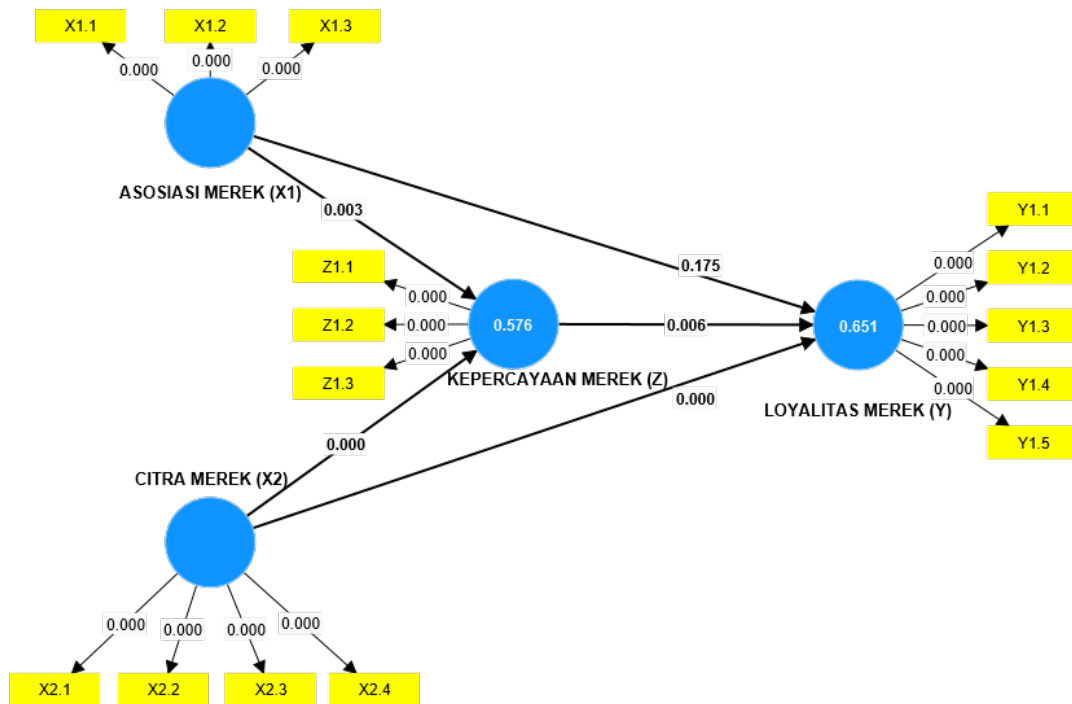 X1.1
X1.2
X1.3
0.000
0.000
0.000
ASOSIASI MEREK (X1)
0.003
0.175
Z1.1
Z1.2
Z1.3
0.000
0.000
0.000
0.576
KEPERCAYAAN MEREK (Z)
0.006
0.651
LOYALITAS MEREK (Y)
0.000
0.000
0.000
0.000
0.000
Y1.1
Y1.2
Y1.3
Y1.4
Y1.5
0.000
0.000
CITRA MEREK (X2)
0.000
0.000
0.000
0.000
X2.1
X2.2
X2.3
X2.4